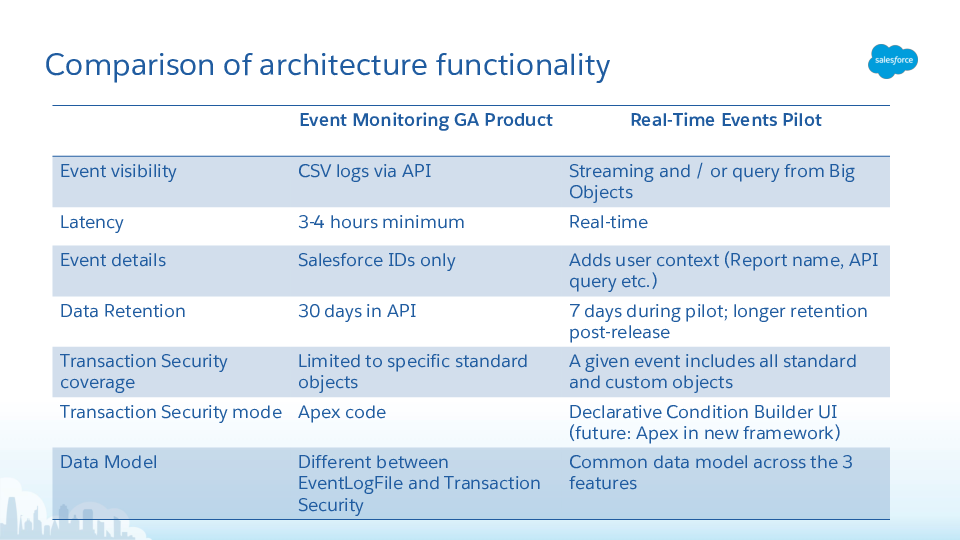 Comparison of architecture functionality
salesforce
Event Monitoring GA Product
Real-Time Events Pilot
Event visibility
CSV logs via API
Streaming and / or query from Big
Objects
Latency
3-4 hours minimum
Real-time
Event details
Salesforce IDs only
Adds user context (Report name, API
query etc.)
Data Retention
30 days in API
7 days during pilot; longer retention
post-release
Transaction Security
coverage
Limited to specific standard
objects
A given event includes all standard
and custom objects
Transaction Security mode
Apex code
Declarative Condition Builder UI
(future: Apex in new framework)
Data Model
Different between
EventLogFile and Transaction
Security
Common data model across the 3
features